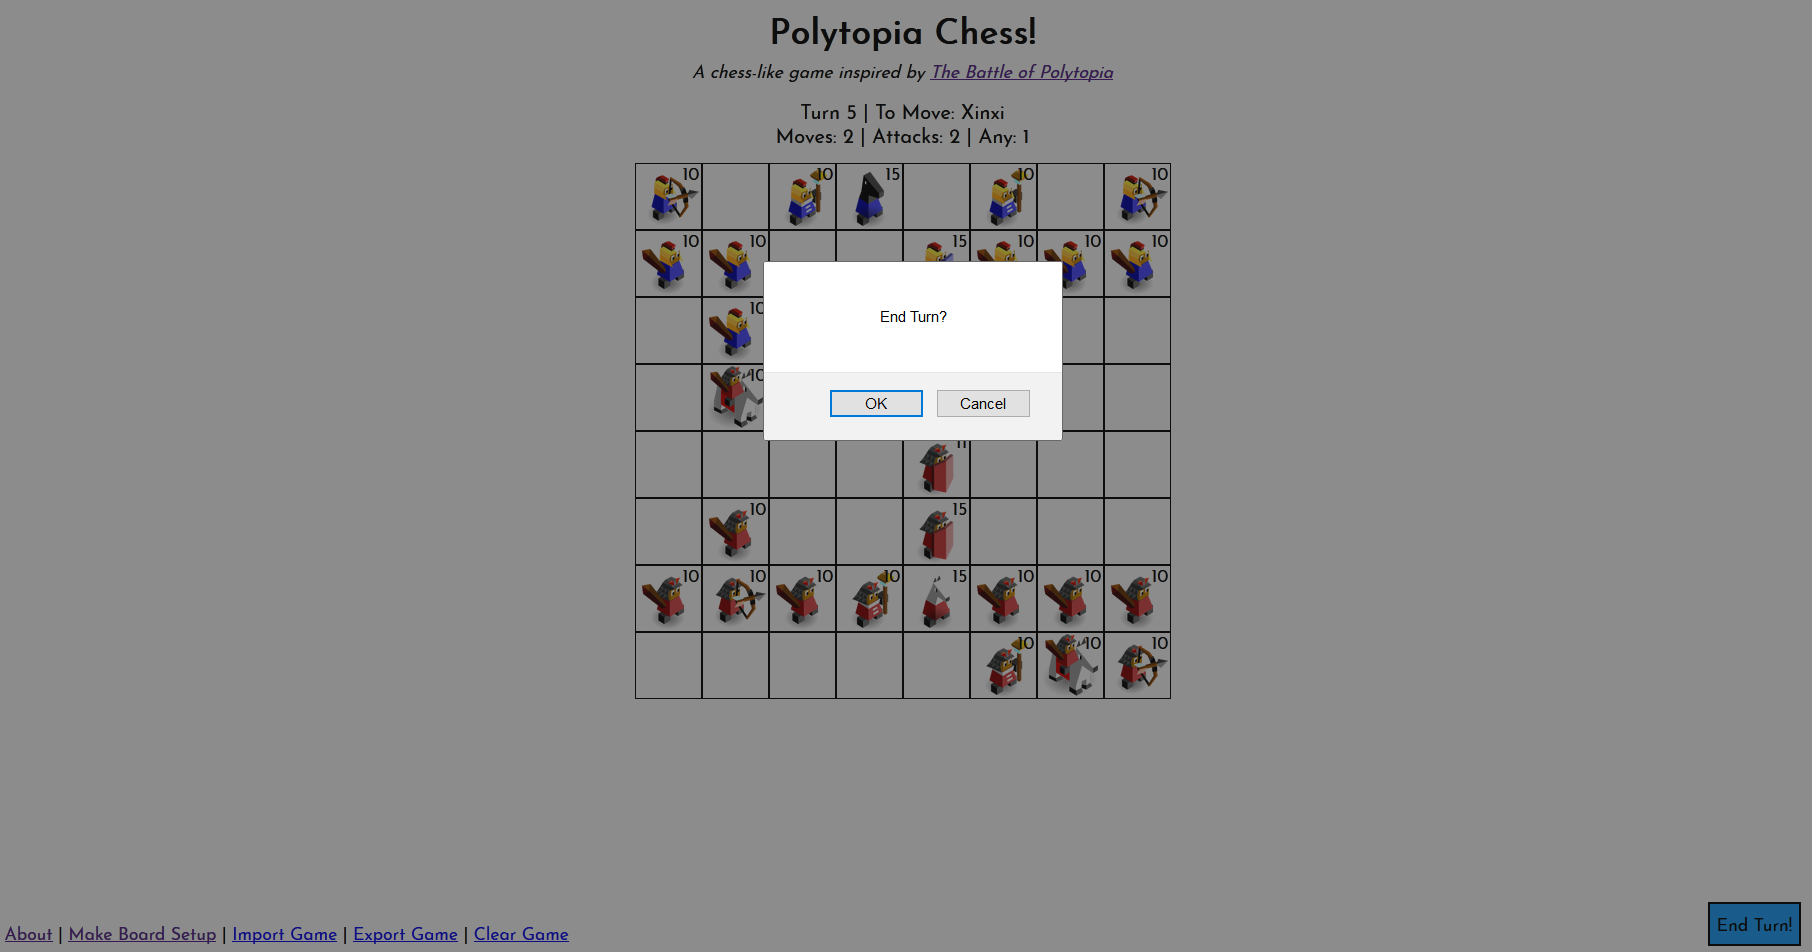 Polytopia Chess!
A chess-like game inspired by The Battle of Polytopia
Turn 5 | To Move: Xinxi
Moves: 2 | Attacks: 2 | Any: 1
10 10 15 10 10
10 10 15 10 10 10
10
End Turn?
10
OK Cancel
11
10 15
10 10 10 10 15 10 10 10
10 10 10
About | Make Board Setup | Import Game | Export Game | Clear Game
End Turn!